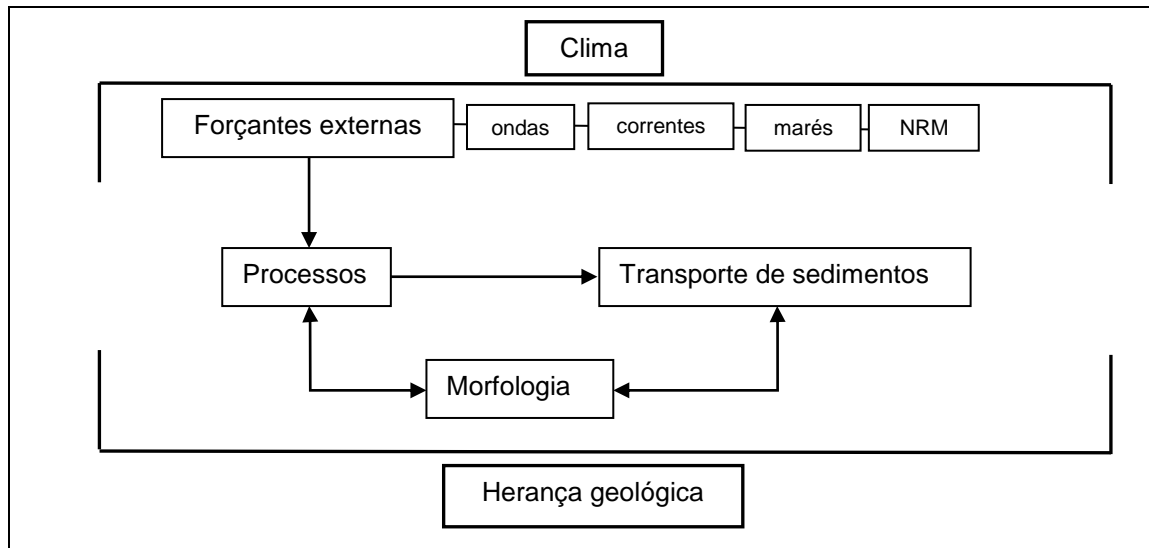 Clima
Forçantes externas
ondas
correntes
marés
NRM
Processos
Transporte de sedimentos
Morfologia
Herança geológica